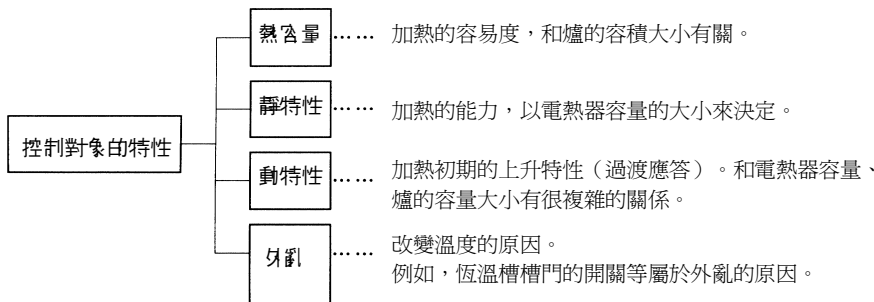 熱容量 …… 加熱的容易度，和爐的容積大小有關。
靜特性 …… 加熱的能力，以電熱器容量的大小來決定。
控制對象的特性
動特性 …… 加熱初期的上升特性（過渡應答）。和電熱器容量、
爐的容量大小有很複雜的關係。
外亂 …… 改變溫度的原因。
例如，恆溫槽槽門的開關等屬於外亂的原因。